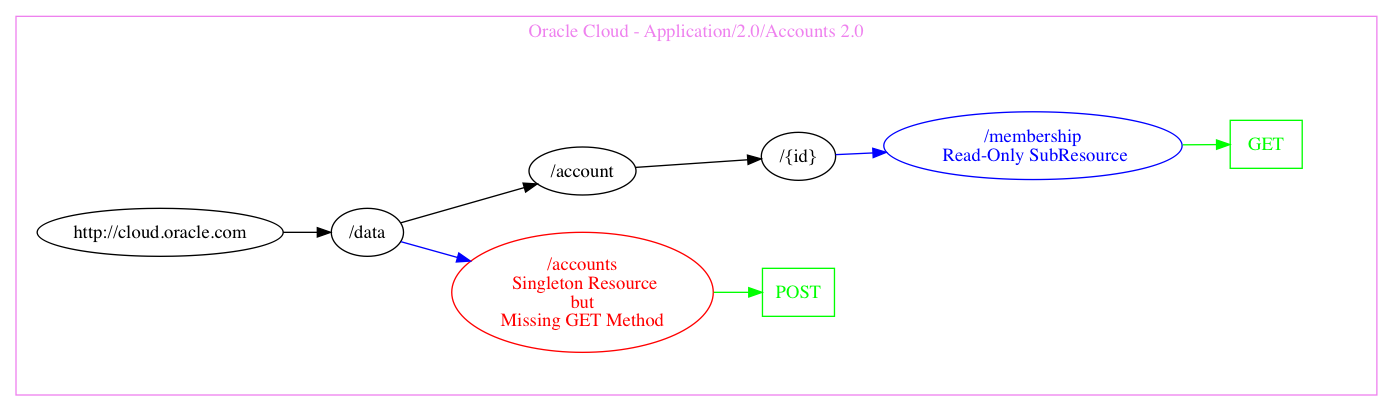 Oracle Cloud - Application/2.0/Accounts 2.0
http://cloud.oracle.com
/data
/account
/{id}
/membership
Read-Only SubResource
GET
/accounts
Singleton Resource
but
Missing GET Method
POST